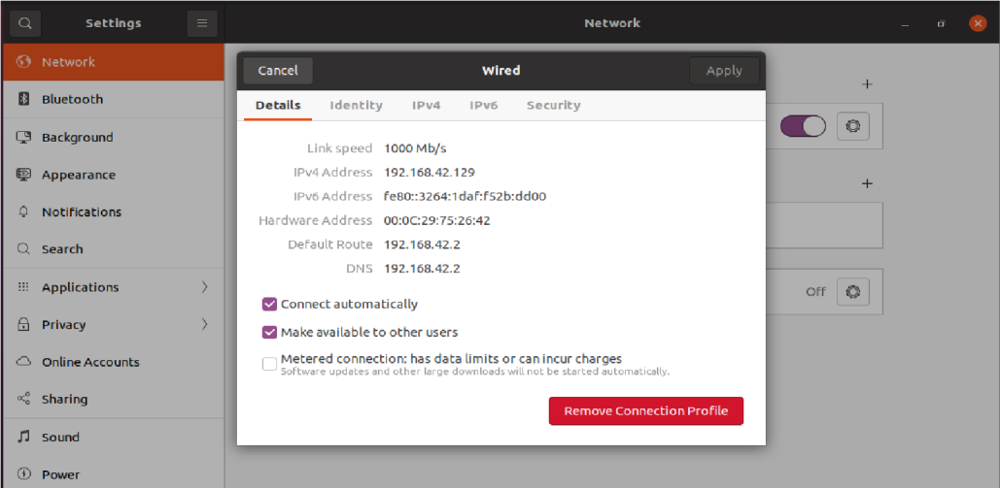 Settings
Network
Network
Bluetooth
Background
Appearance
Notifications
Search
Applications
Privacy
Online Accounts
Sharing
Sound
Power
Cancel
Wired
Apply
Details Identity IPv4 IPv6 Security
Link speed 1000 Mb/s
IPv4 Address 192.168.42.129
IPv6 Address fe80::3264:1daf:f52b:dd00
Hardware Address 00:0C:29:75:26:42
Default Route 192.168.42.2
DNS 192.168.42.2
Connect automatically
Make available to other users
Metered connection: has data limits or can incur charges
Software updates and other large downloads will not be started automatically.
Remove Connection Profile
Off